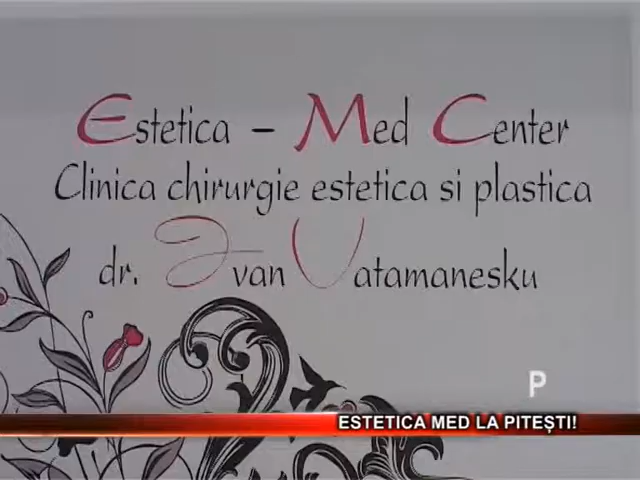 Estetica – Med Center
Clinica chirurgie estetica si plastica
dr. Ivan Vatamanesku
P
ESTETICA MED LA PITEȘTI!